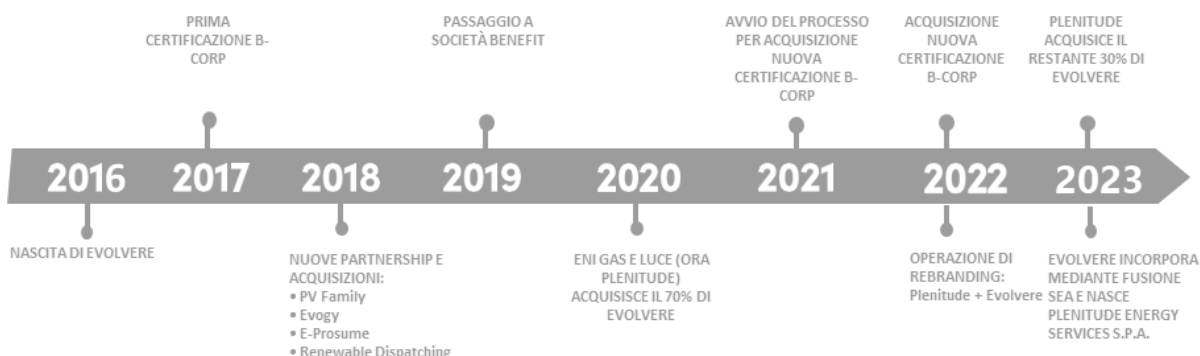 PRIMA
CERTIFICAZIONE B-
CORP
PASSAGGIO A
SOCIETÀ BENEFIT
AVVIO DEL PROCESSO
PER ACQUISIZIONE
NUOVA
CERTIFICAZIONE B-
CORP
ACQUISIZIONE
NUOVA
CERTIFICAZIONE
B-CORP
PLENITUDE
ACQUISICE IL
RESTANTE 30% DI
EVOLVERE
2016 2017 2018 2019 2020 2021 2022 2023
NASCITA DI EVOLVERE
NUOVE PARTNERSHIP E
ACQUISIZIONI:
• PV Family
• Evogy
• E-Prosume
• Renewable Dispatching
ENI GAS E LUCE (ORA
PLENITUDE)
ACQUISISCE IL 70% DI
EVOLVERE
OPERAZIONE DI
REBRANDING:
Plenitude + Evolvere
EVOLVERE INCORPORA
MEDIANTE FUSIONE
SEA E NASCE
PLENITUDE ENERGY
SERVICES S.P.A.